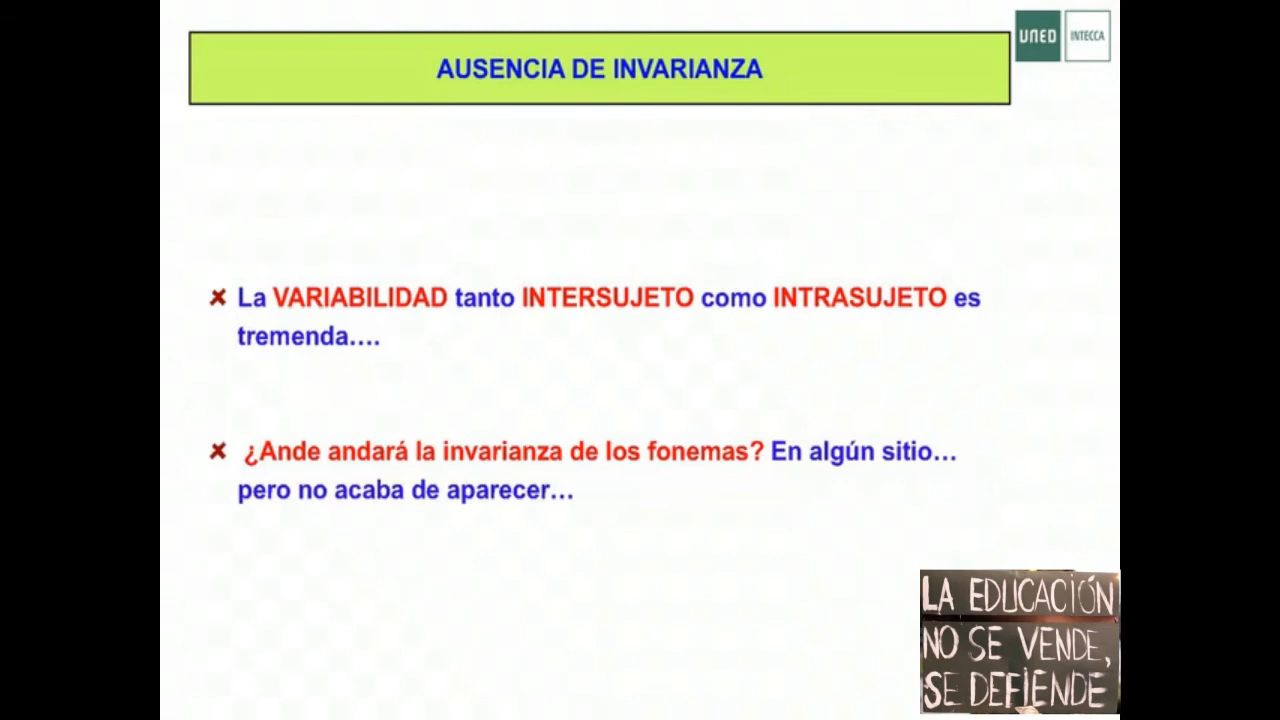 AUSENCIA DE INVARIANZA
UNED INTECCA
✘ La VARIABILIDAD tanto INTERSUJETO como INTRASUJETO es
tremenda….
✘ ¿Ande andará la invarianza de los fonemas? En algún sitio…
pero no acaba de aparecer…
LA EDUCACIÓN
NO SE VENDE,
SE DEFIENDE